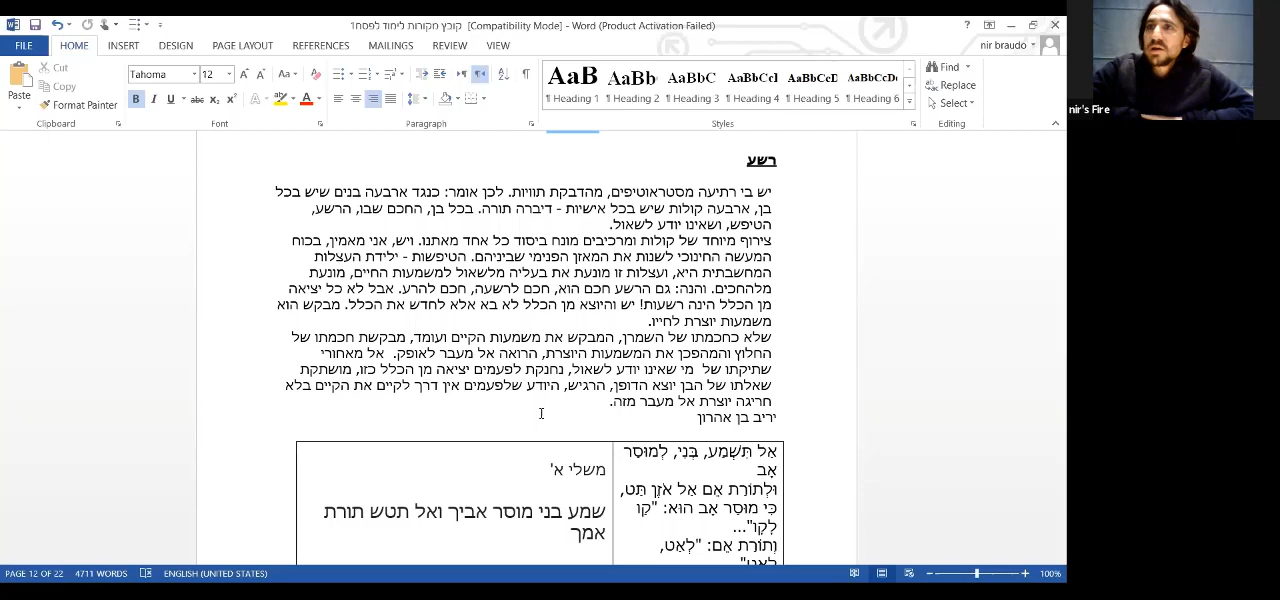 קובץ מקורות לימוד לפסח1 [Compatibility Mode] - Word (Product Activation Failed)
FILE HOME INSERT DESIGN PAGE LAYOUT REFERENCES MAILINGS REVIEW VIEW
nir braudo
Paste
Cut
Copy
Format Painter
Clipboard
Tahoma 12
Font
Paragraph
AaB AaBb AaBbC AaBbCcI AaBbCcD AaBbCcD
¶ Heading 1 ¶ Heading 2 ¶ Heading 3 ¶ Heading 4 ¶ Heading 5 ¶ Heading 6
Styles
Find
Replace
Select
Editing
nir's Fire
רשע
יש בי רתיעה מסטראוטיפים, מהדבקת תוויות. לכן אומר: כנגד ארבעה בנים שיש בכל
בן, ארבעה קולות שיש בכל אישיות - דיברה תורה. בכל בן, החכם שבו, הרשע,
הטיפש, ושאינו יודע לשאול.
צירוף מיוחד של קולות ומרכיבים מונח ביסוד כל אחד מאתנו. ויש, אני מאמין, בכוח
המעשה החינוכי לשנות את המאזן הפנימי שביניהם. הטיפשות - ילידת העצלות
המחשבתית היא, ועצלות זו מונעת את בעליה מלשאול למשמעות החיים, מונעת
מלהחכים. והנה: גם הרשע חכם הוא, חכם לרשעה, חכם להרע. אבל לא כל יציאה
מן הכלל הינה רשעות! יש והיוצא מן הכלל לא בא אלא לחדש את הכלל. מבקש הוא
משמעות יוצרת לחייו.
שלא כחכמתו של השמרן, המבקש את משמעות הקיים ועומד, מבקשת חכמתו של
החלוץ והמהפכן את המשמעות היוצרת, הרואה אל מעבר לאופק. אל מאחורי
שתיקתו של מי שאינו יודע לשאול, נחנקת לפעמים יציאה מן הכלל כזו, מושתקת
שאלתו של הבן יוצא הדופן, הרגיש, היודע שלפעמים אין דרך לקיים את הקיים בלא
חריגה יוצרת אל מעבר מזה.
יריב בן אהרון
אַל תִּשְׁמַע, בְּנִי, לְמוּסַר
אָב
וּלְתוֹרַת אֵם אַל אֹזֶן תַּט,
כִּי מוּסַר אָב הוּא: "קַו
לָקַו"...
וְתוֹרַת אֵם: "לְאַט,
לְאַט"
משלי א'
שמע בני מוסר אביך ואל תטש תורת
אמך
PAGE 12 OF 22 4711 WORDS ENGLISH (UNITED STATES) 100%